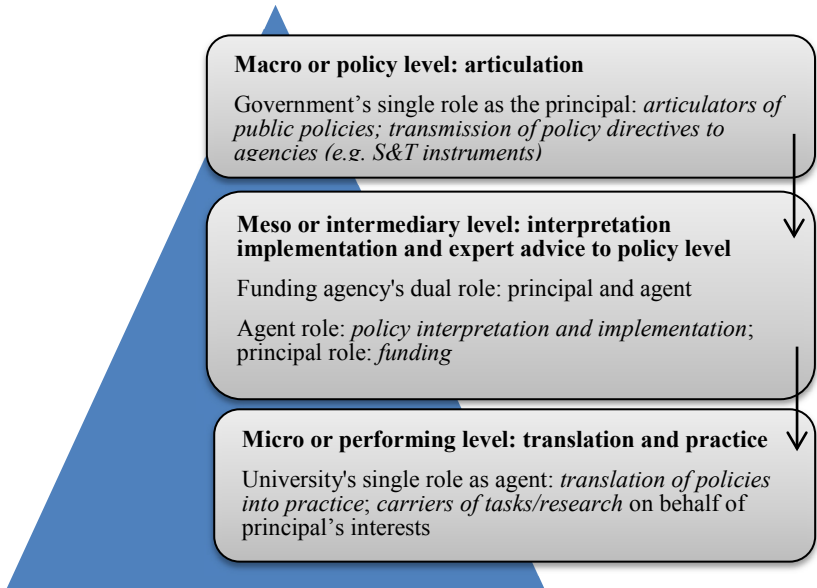 Macro or policy level: articulation
Government’s single role as the principal: articulators of
public policies; transmission of policy directives to
agencies (e.g. S&T instruments)
Meso or intermediary level: interpretation
implementation and expert advice to policy level
Funding agency's dual role: principal and agent
Agent role: policy interpretation and implementation;
principal role: funding
Micro or performing level: translation and practice
University's single role as agent: translation of policies
into practice; carriers of tasks/research on behalf of
principal’s interests